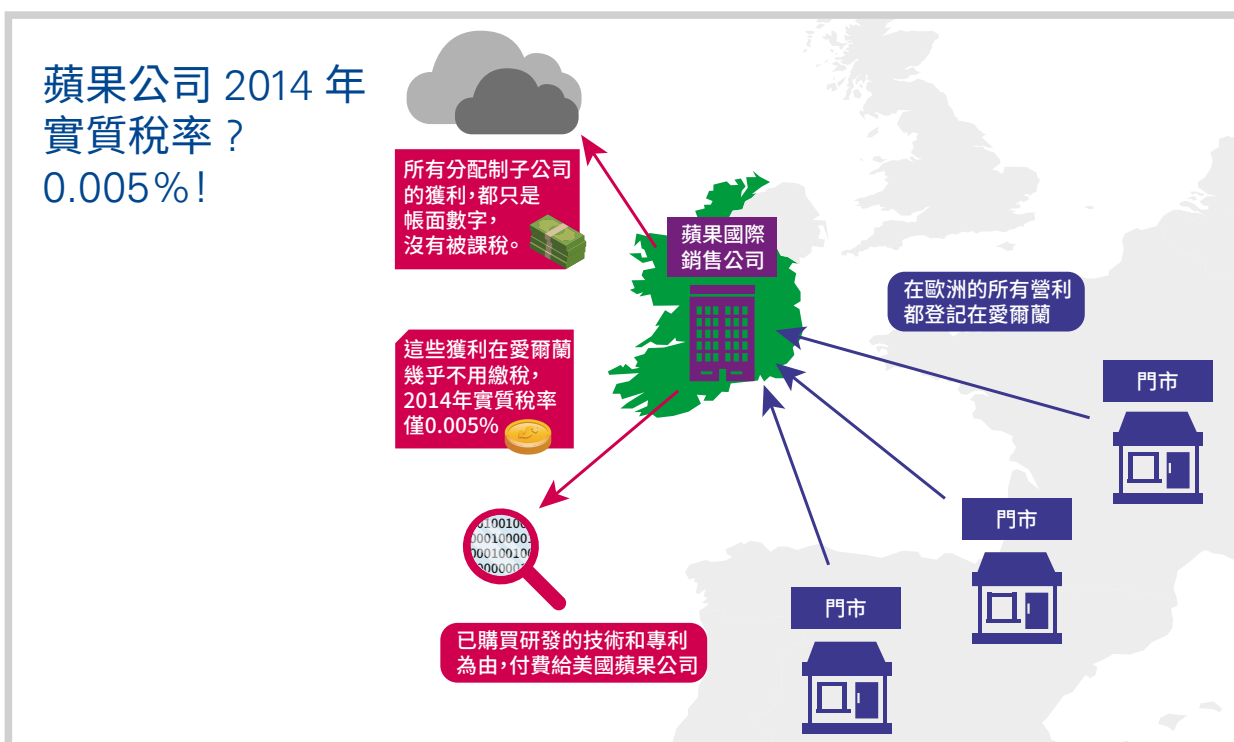 蘋果公司 2014 年
實質稅率？
0.005%!
所有分配制子公司
的獲利，都只是
帳面數字，
沒有被課稅。
蘋果國際
銷售公司
在歐洲的所有營利
都登記在愛爾蘭
這些獲利在愛爾蘭
幾乎不用繳稅，
2014年實質稅率
僅0.005%
門市
門市
門市
已購買研發的技術和專利
為由，付費給美國蘋果公司